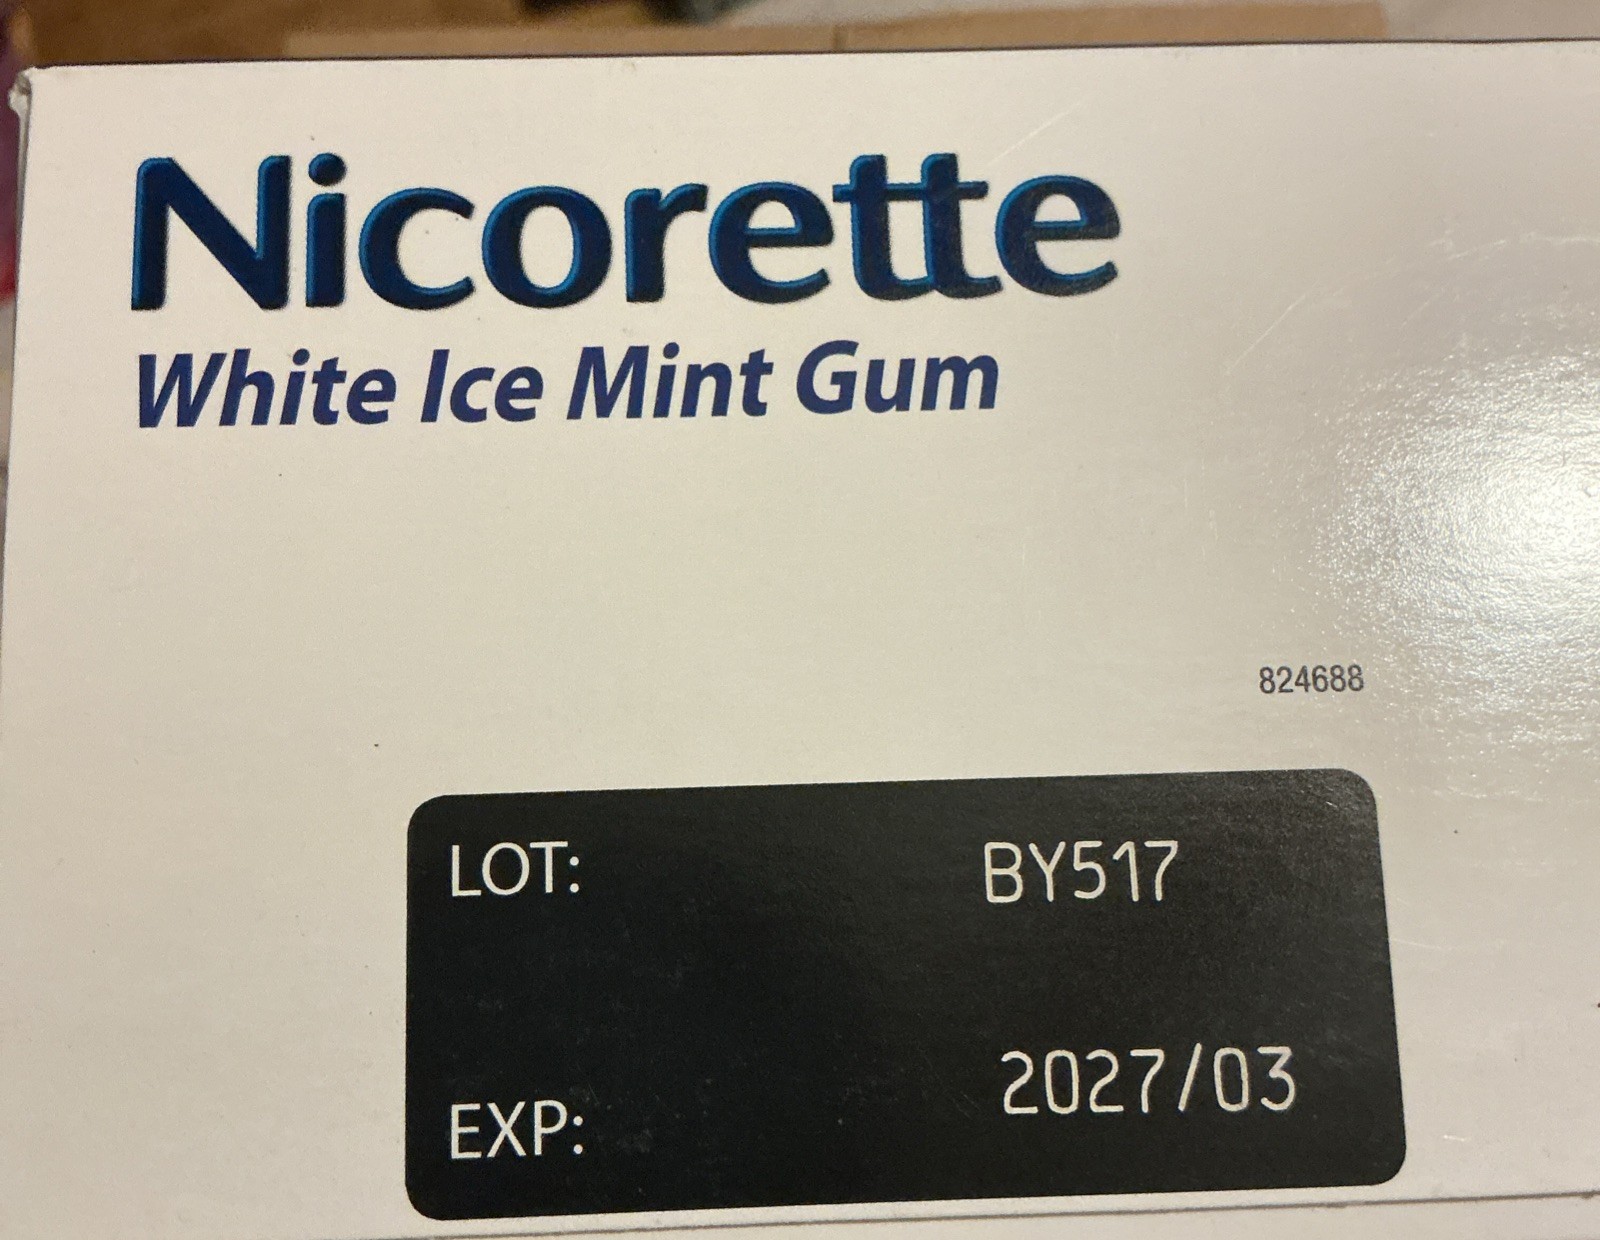 Nicorette
White Ice Mint Gum
824688
LOT: BY517
EXP: 2027/03